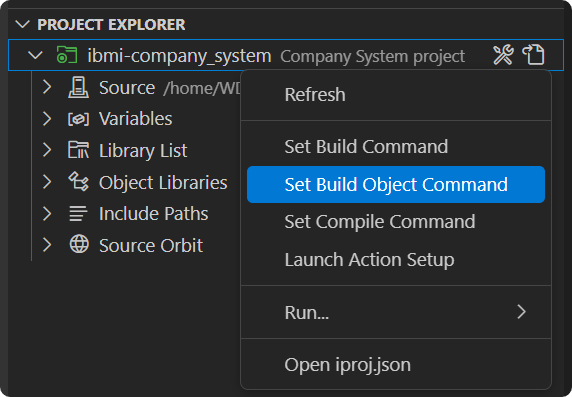 PROJECT EXPLORER
ibmi-company_system Company System project
Source /home/WD
Variables
Library List
Object Libraries
Include Paths
Source Orbit
Refresh
Set Build Command
Set Build Object Command
Set Compile Command
Launch Action Setup
Run...
Open iproj.json